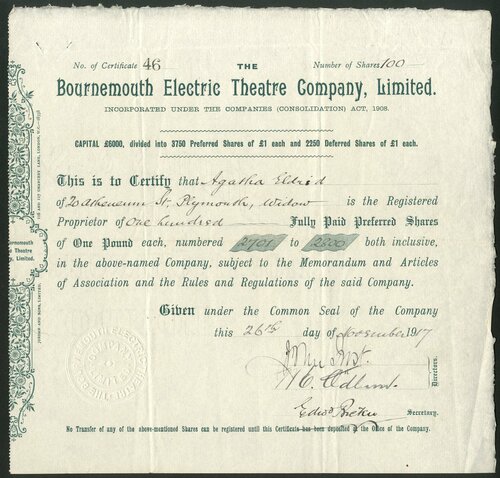 No. of Certificate 46 THE Number of Shares 100
Bournemouth Electric Theatre Company, Limited.
INCORPORATED UNDER THE COMPANIES (CONSOLIDATION) ACT, 1908.
CAPITAL £6000, divided into 3750 Preferred Shares of £1 each and 2250 Deferred Shares of £1 each.
This is to Certify that Agatha Eldred
of Athenaeum St. Plymouth, Widow is the Registered
Proprietor of One hundred Fully Paid Preferred Shares
of One Pound each, numbered 2701 to 2800 both inclusive,
in the above-named Company, subject to the Memorandum and Articles
of Association and the Rules and Regulations of the said Company.
Given under the Common Seal of the Company
this 26th day of November 1917
Directors.
Secretary.
No Transfer of any of the above-mentioned Shares can be registered until this Certificate has been deposited at the Office of the Company.